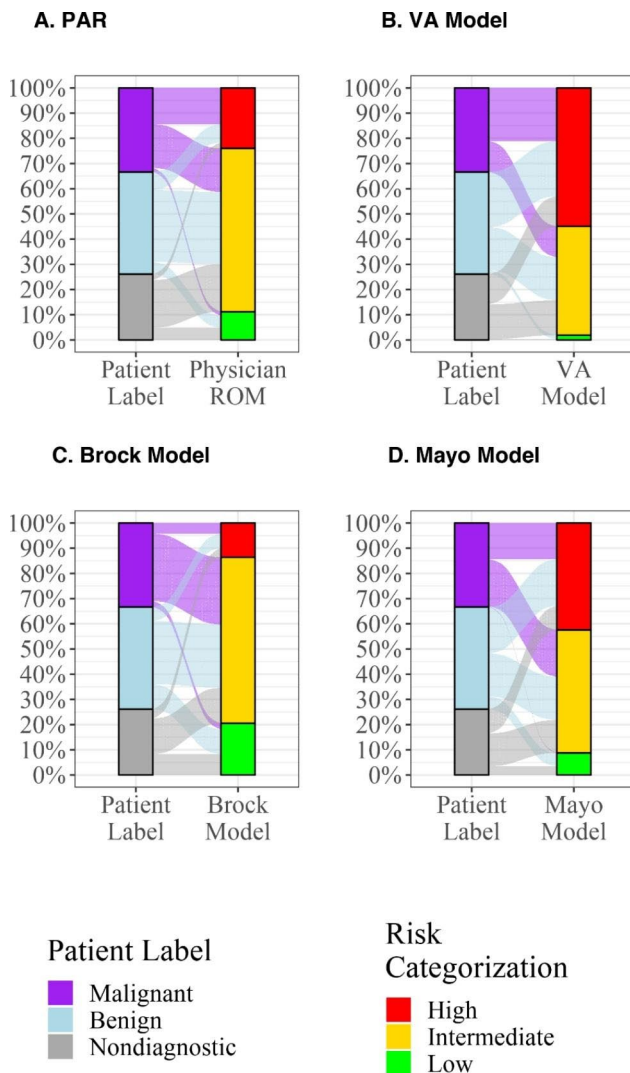 A. PAR
B. VA Model
100%
90%
80%
70%
60%
50%
40%
30%
20%
10%
0%
Patient
Label
Physician
ROM
100%
90%
80%
70%
60%
50%
40%
30%
20%
10%
0%
Patient
Label
VA
Model
C. Brock Model
D. Mayo Model
100%
90%
80%
70%
60%
50%
40%
30%
20%
10%
0%
Patient
Label
Brock
Model
100%
90%
80%
70%
60%
50%
40%
30%
20%
10%
0%
Patient
Label
Mayo
Model
Patient Label
Malignant
Benign
Nondiagnostic
Risk
Categorization
High
Intermediate
Low